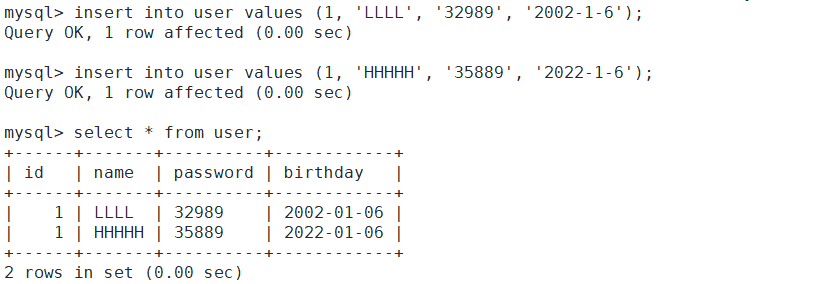 mysql> insert into user values (1, 'LLLL', '32989', '2002-1-6');
Query OK, 1 row affected (0.00 sec)
mysql> insert into user values (1, 'HHHHH', '35889', '2022-1-6');
Query OK, 1 row affected (0.00 sec)
mysql> select * from user;
+------+-------+----------+------------+
| id   | name  | password | birthday   |
+------+-------+----------+------------+
|    1 | LLLL  | 32989    | 2002-01-06 |
|    1 | HHHHH | 35889    | 2022-01-06 |
+------+-------+----------+------------+
2 rows in set (0.00 sec)